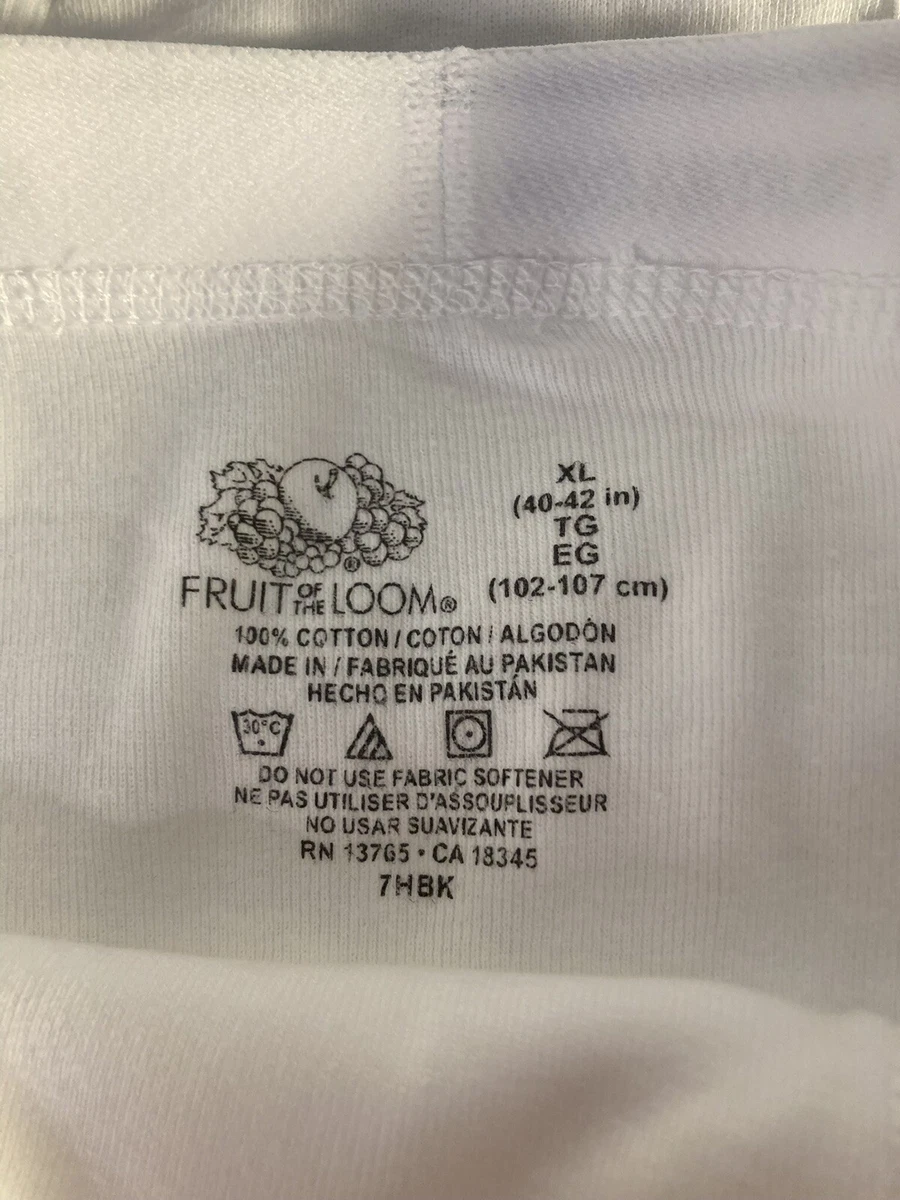 FRUIT OF THE LOOM®
XL
(40-42 in)
TG
EG
(102-107 cm)
100% COTTON / COTON / ALGODÓN
MADE IN / FABRIQUÉ AU PAKISTAN
HECHO EN PAKISTÁN
30°C
DO NOT USE FABRIC SOFTENER
NE PAS UTILISER D'ASSOUPLISSEUR
NO USAR SUAVIZANTE
RN 13765 • CA 18345
7HBK